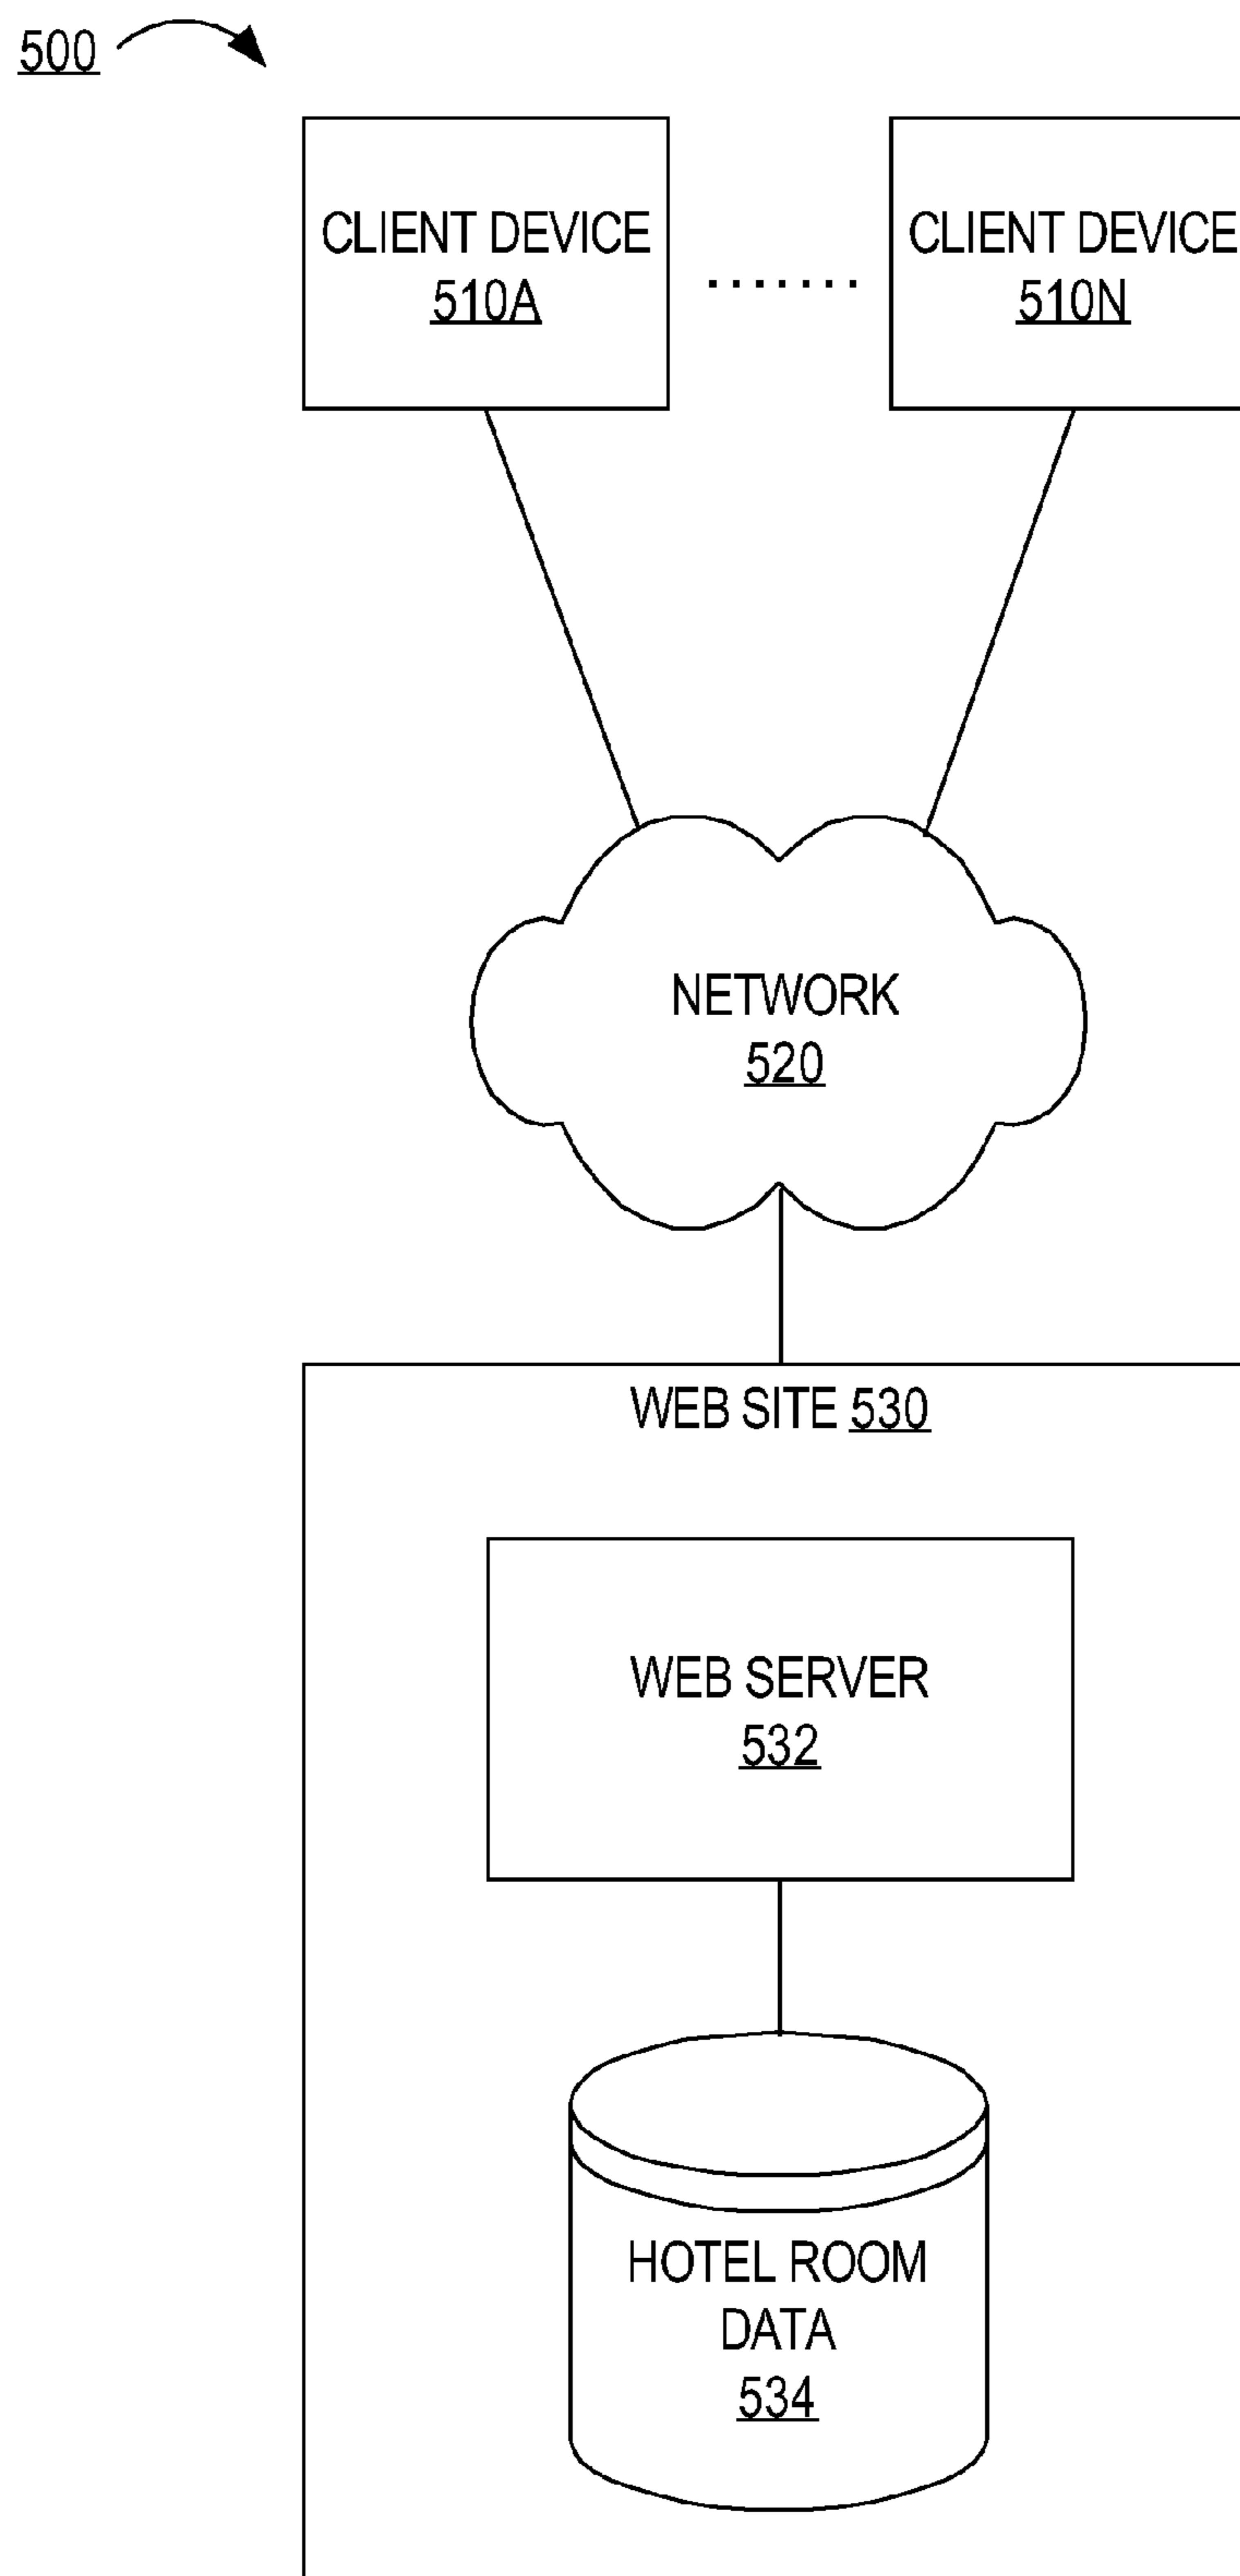 500
CLIENT DEVICE
510A
.......
CLIENT DEVICE
510N
NETWORK
520
WEB SITE 530
WEB SERVER
532
HOTEL ROOM
DATA
534